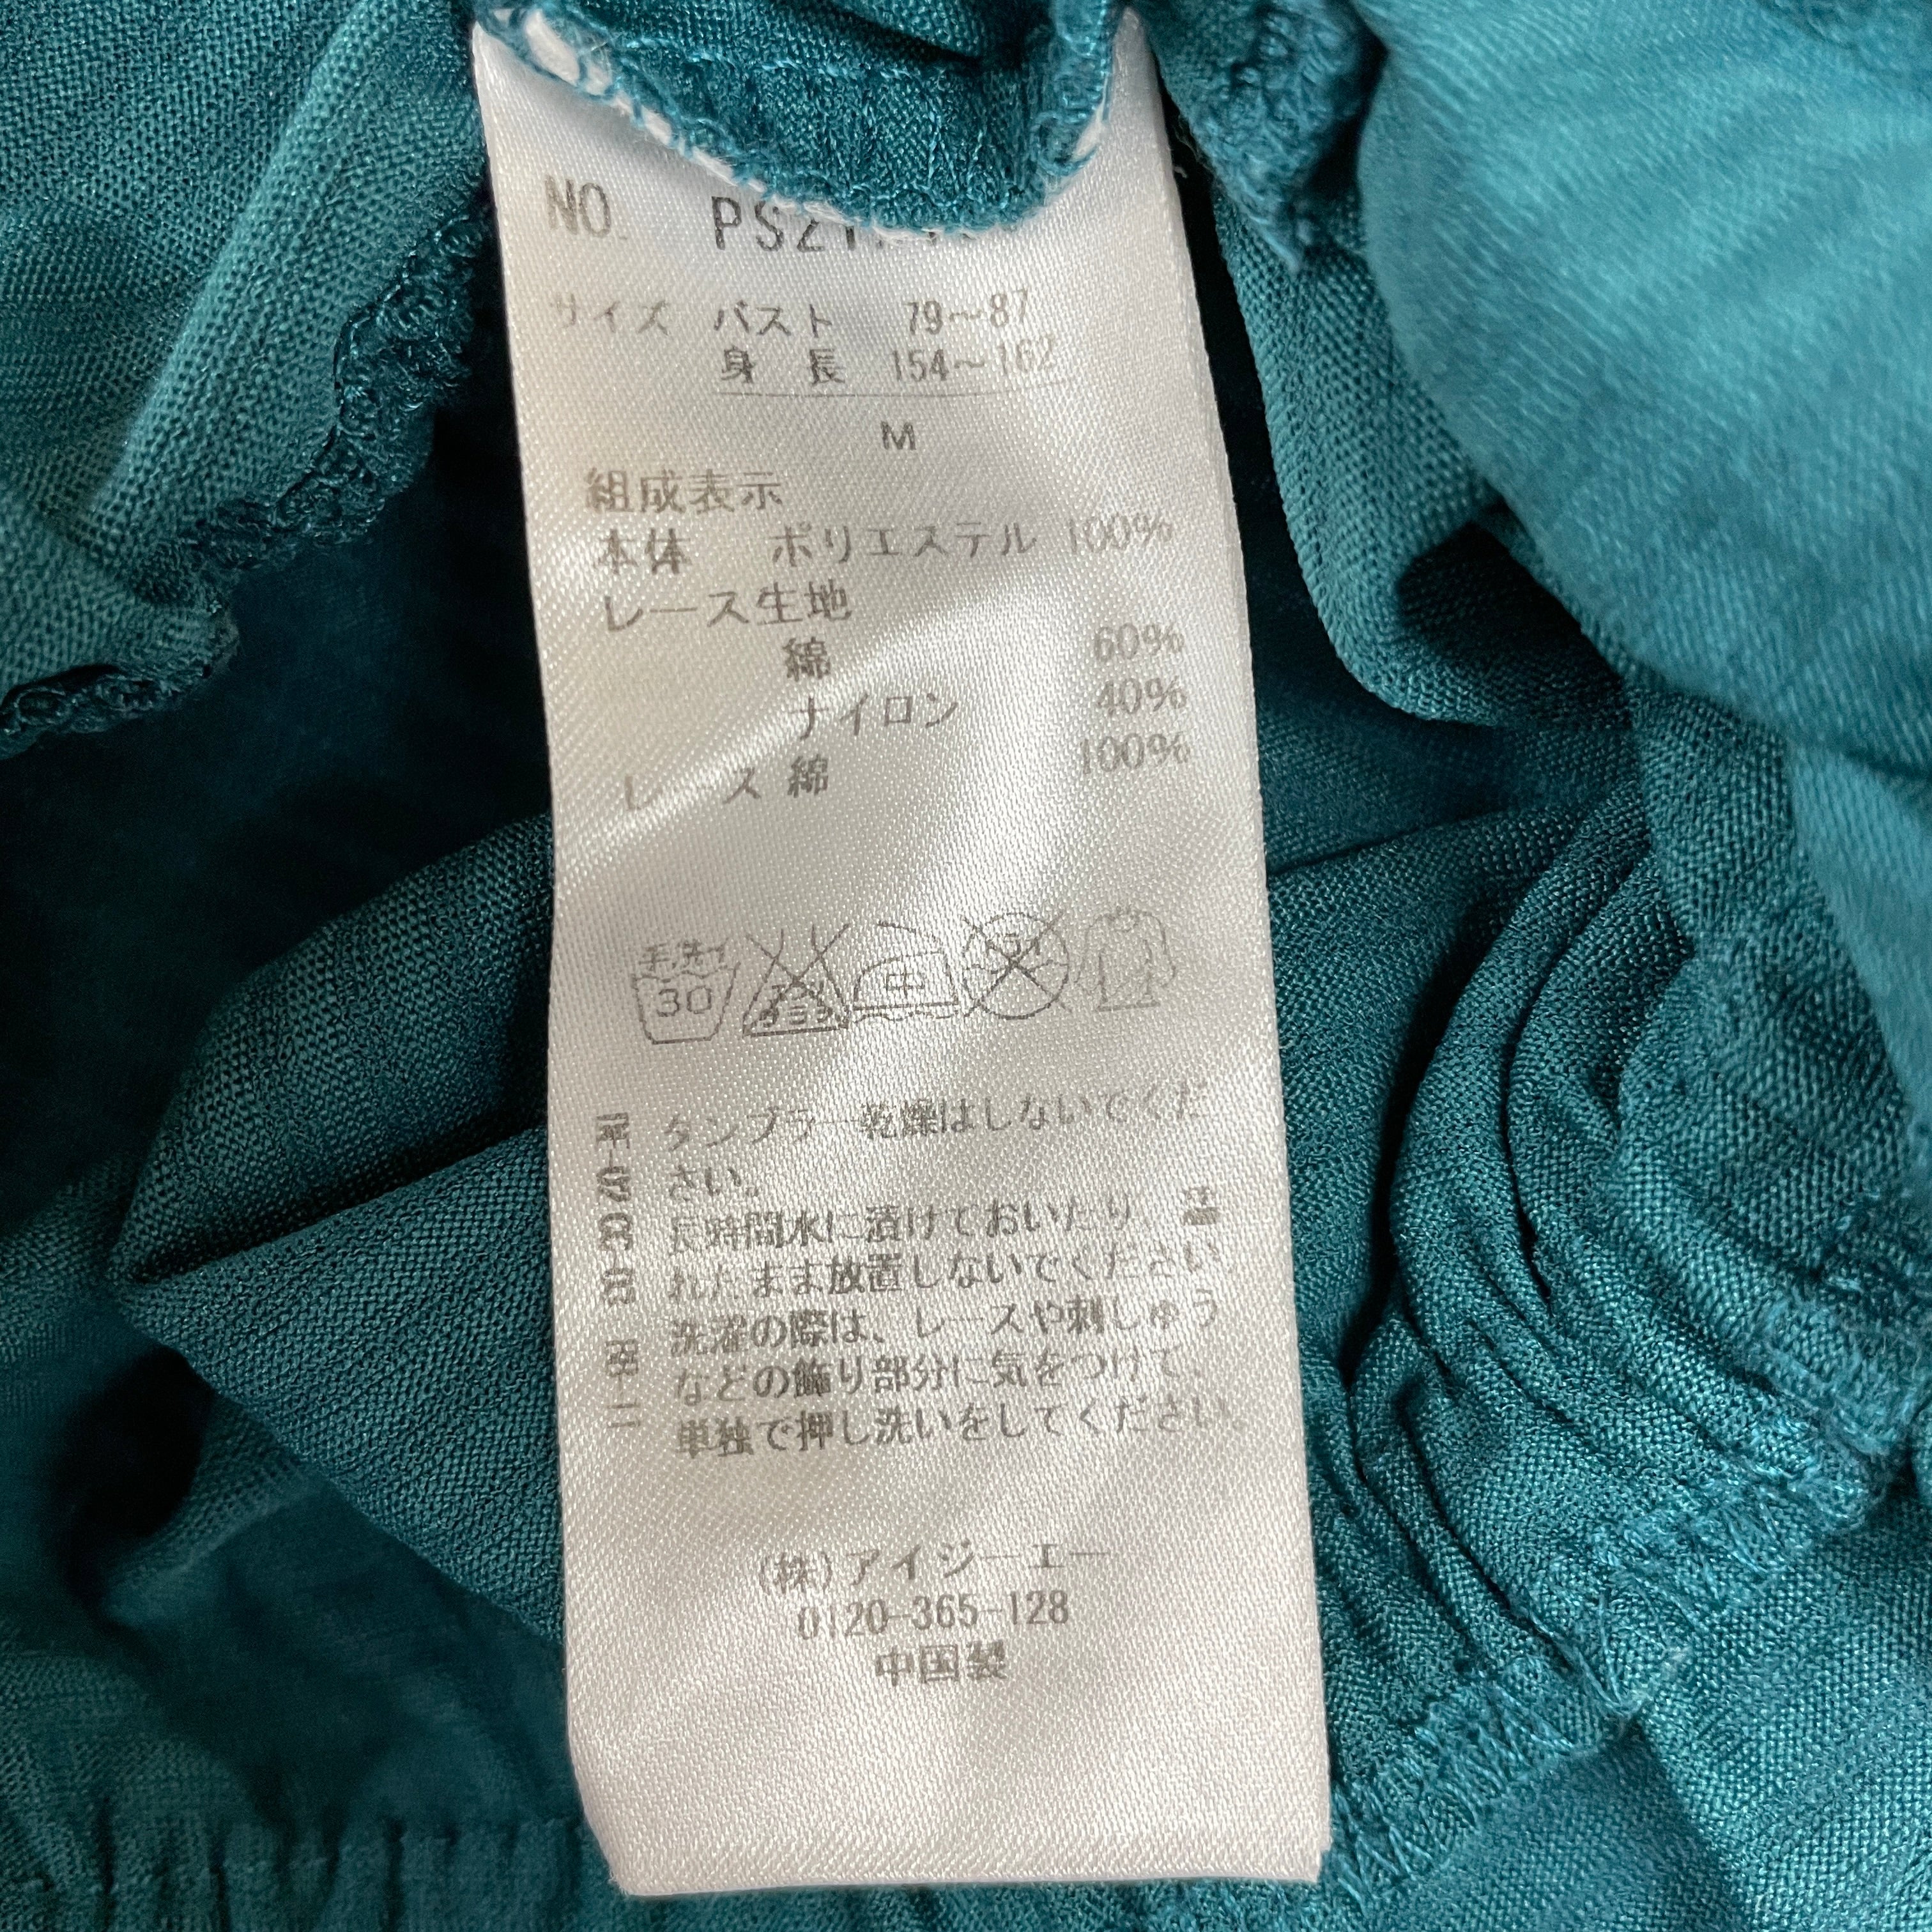 NO.
サイズ バスト 79〜87
身長 154〜162
M
組成表示
本体 ポリエステル 100%
レース生地
綿 60%
ナイロン 40%
レース 綿 100%
手洗イ
30
中
ドライ
タンブラー乾燥はしないでくだ
さい。
長時間水に漬けておいたり、
れたまま放置しないでください。
洗濯の際は、レースや刺しゅう
などの飾り部分に気をつけて、
単独で押し洗いをしてください。
(株)アイジーエー
0120-365-128
中国製